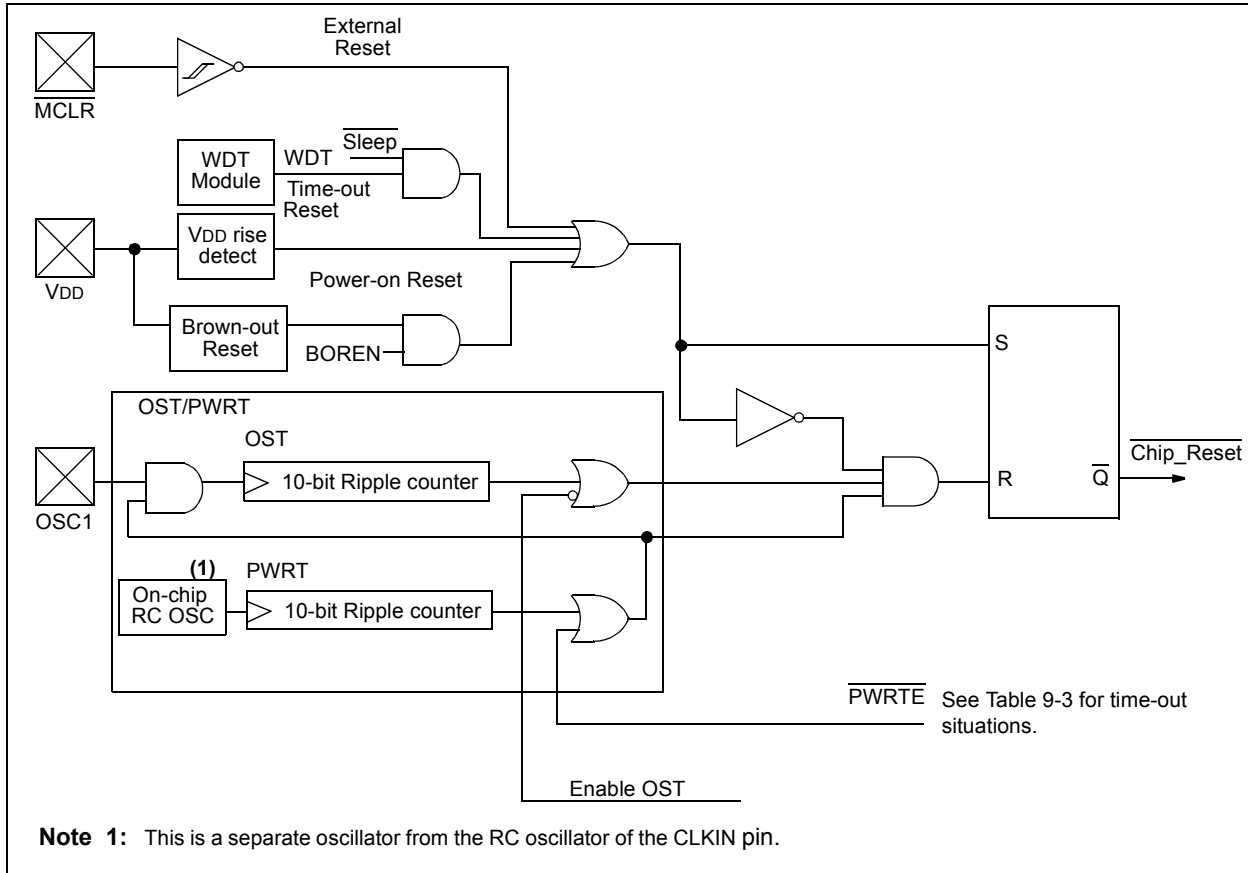 External
Reset
MCLR
Sleep
WDT
Module
WDT
Time-out
Reset
VDD rise
detect
VDD
Power-on Reset
Brown-out
Reset
BOREN
S
OST/PWRT
OST
10-bit Ripple counter
OSC1
R
Q
Chip_Reset
(1)
PWRT
On-chip
RC OSC
10-bit Ripple counter
PWRTE
See Table 9-3 for time-out
situations.
Enable OST
Note 1: This is a separate oscillator from the RC oscillator of the CLKIN pin.